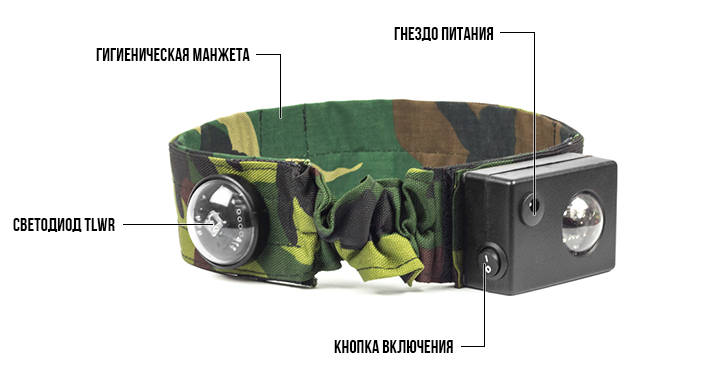 ГНЕЗДО ПИТАНИЯ
ГИГИЕНИЧЕСКАЯ МАНЖЕТА
СВЕТОДИОД TLWR
КНОПКА ВКЛЮЧЕНИЯ